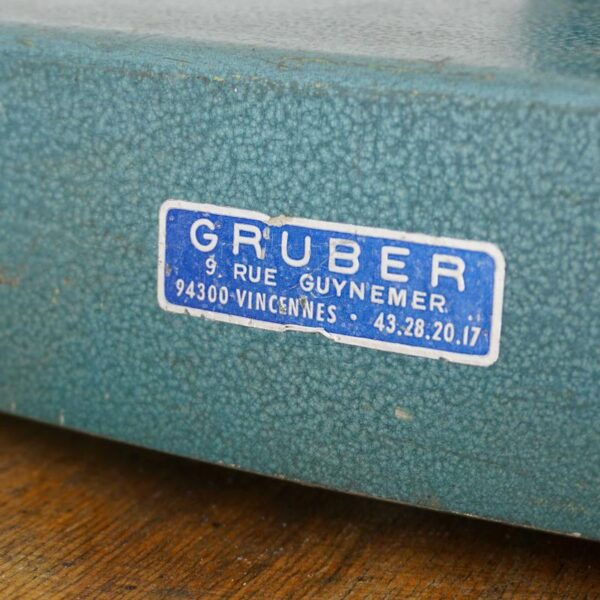 GRUBER
9. RUE GUYNEMER
94300 VINCENNES • 43.28.20.17